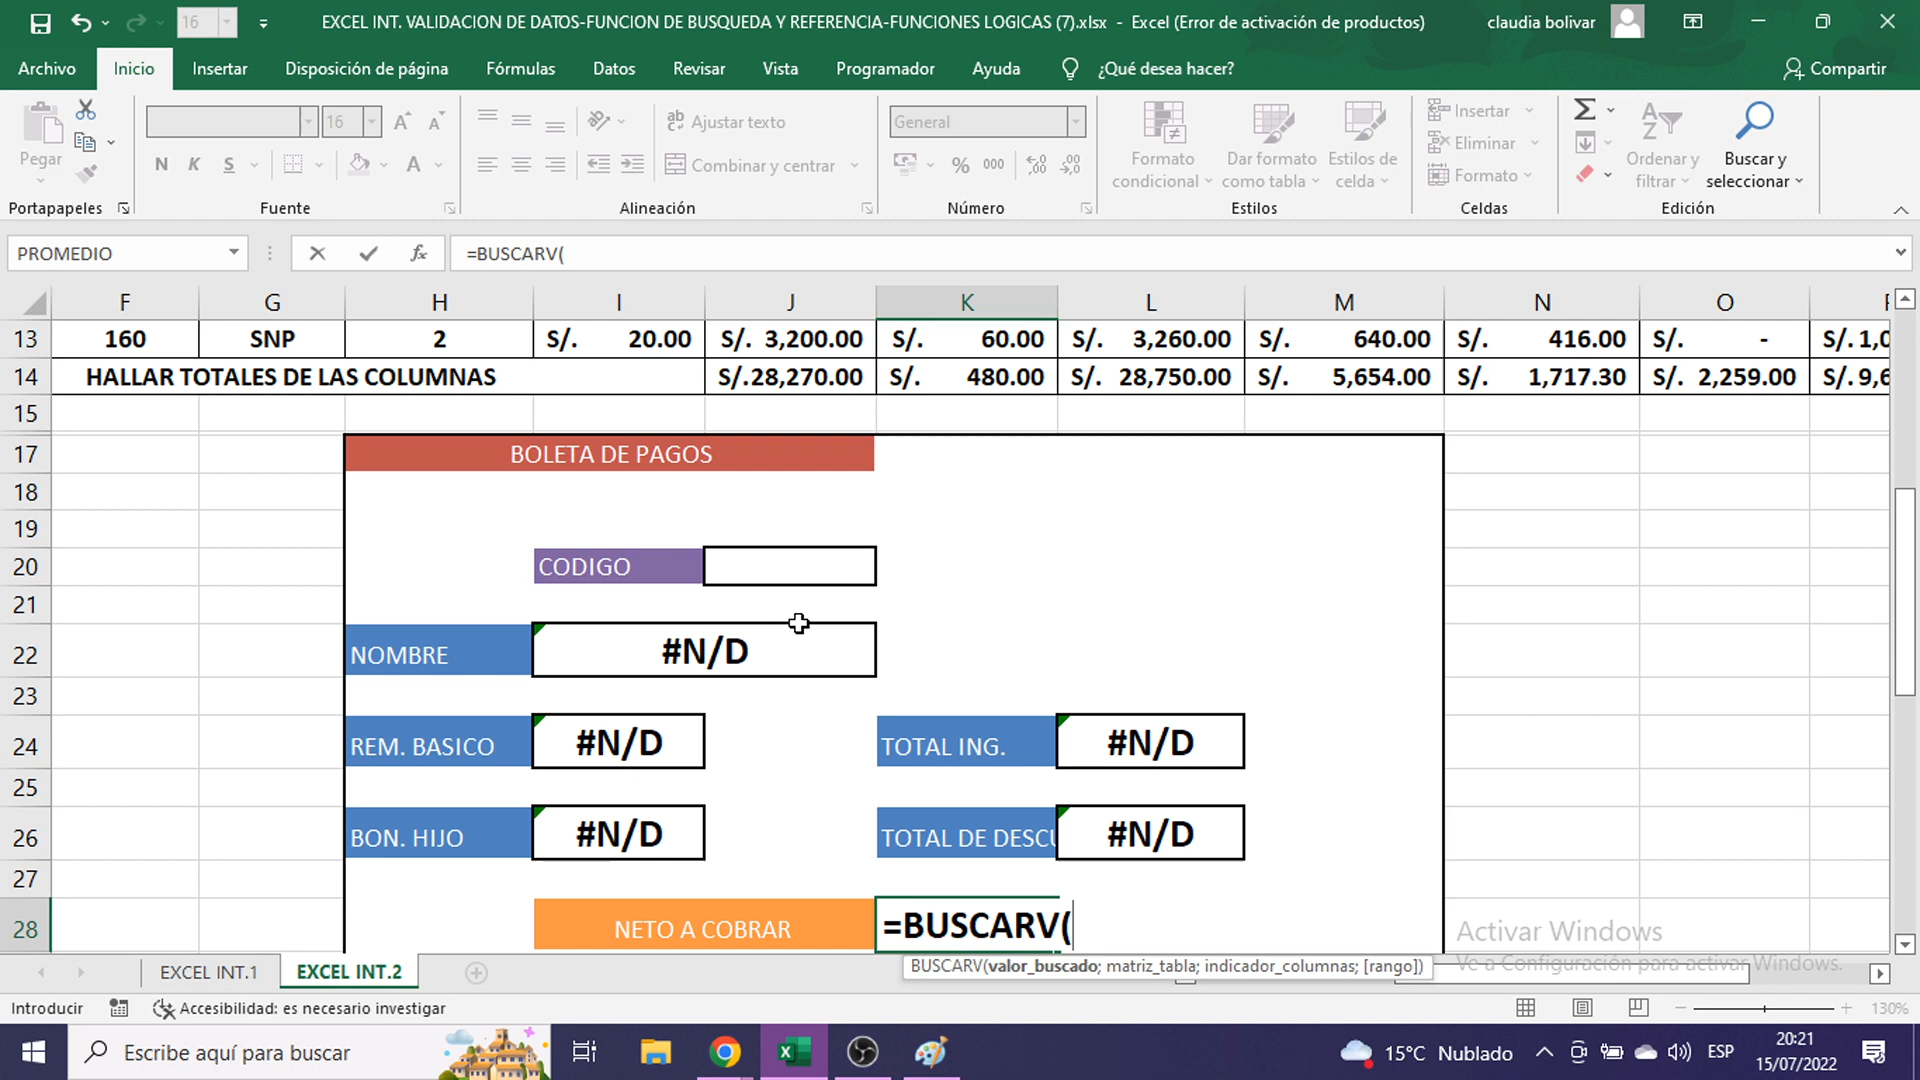 16
EXCEL INT. VALIDACION DE DATOS-FUNCION DE BUSQUEDA Y REFERENCIA-FUNCIONES LOGICAS (7).xlsx - Excel (Error de activación de productos)
claudia bolivar
Archivo Inicio Insertar Disposición de página Fórmulas Datos Revisar Vista Programador Ayuda ¿Qué desea hacer? Compartir
Pegar
N K S
16
Ajustar texto
Combinar y centrar
General
% 000
Formato condicional
Dar formato como tabla
Estilos de celda
Insertar
Eliminar
Formato
Ordenar y filtrar
Buscar y seleccionar
Portapapeles Fuente Alineación Número Estilos Celdas Edición
PROMEDIO fx =BUSCARV(
F G H I J K L M N O
13 160 SNP 2 S/. 20.00 S/. 3,200.00 S/. 60.00 S/. 3,260.00 S/. 640.00 S/. 416.00 S/. - S/. 1,0
14 HALLAR TOTALES DE LAS COLUMNAS S/.28,270.00 S/. 480.00 S/. 28,750.00 S/. 5,654.00 S/. 1,717.30 S/. 2,259.00 S/. 9,6
15
17 BOLETA DE PAGOS
18
19
20 CODIGO
21
22 NOMBRE #N/D
23
24 REM. BASICO #N/D TOTAL ING. #N/D
25
26 BON. HIJO #N/D TOTAL DE DESCU #N/D
27
28 NETO A COBRAR =BUSCARV(
BUSCARV(valor_buscado; matriz_tabla; indicador_columnas; [rango])
Activar Windows
Ve a Configuración para activar Windows.
EXCEL INT.1 EXCEL INT.2
Introducir Accesibilidad: es necesario investigar 130%
Escribe aquí para buscar 15°C Nublado ESP 20:21
15/07/2022